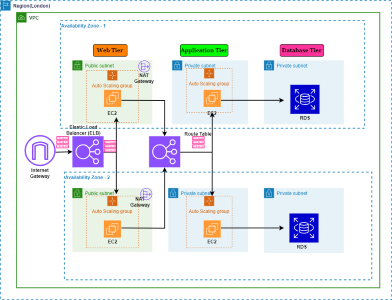 Region(London)
VPC
Availability Zone - 1
Web Tier
Application Tier
Database Tier
Public subnet
NAT
Gateway
Private subnet
Private subnet
Auto Scaling group
Auto Scaling group
EC2
EC2
RDS
Elastic Load
Balancer (ELB)
Route Table
Internet
Gateway
Availability Zone - 2
Public subnet
NAT
Gateway
Private subnet
Private subnet
Auto Scaling group
Auto Scaling group
EC2
EC2
RDS